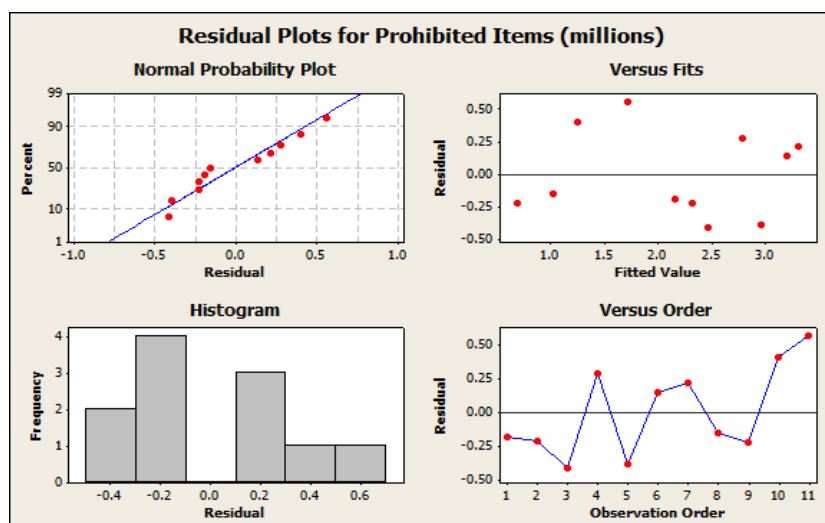 Residual Plots for Prohibited Items (millions)
Normal Probability Plot
99
90
50
10
1
Percent
-1.0 -0.5 0.0 0.5 1.0
Residual
Versus Fits
0.50
0.25
0.00
-0.25
-0.50
Residual
1.0 1.5 2.0 2.5 3.0
Fitted Value
Histogram
4
3
2
1
0
Frequency
-0.4 -0.2 0.0 0.2 0.4 0.6
Residual
Versus Order
0.50
0.25
0.00
-0.25
-0.50
Residual
1 2 3 4 5 6 7 8 9 10 11
Observation Order